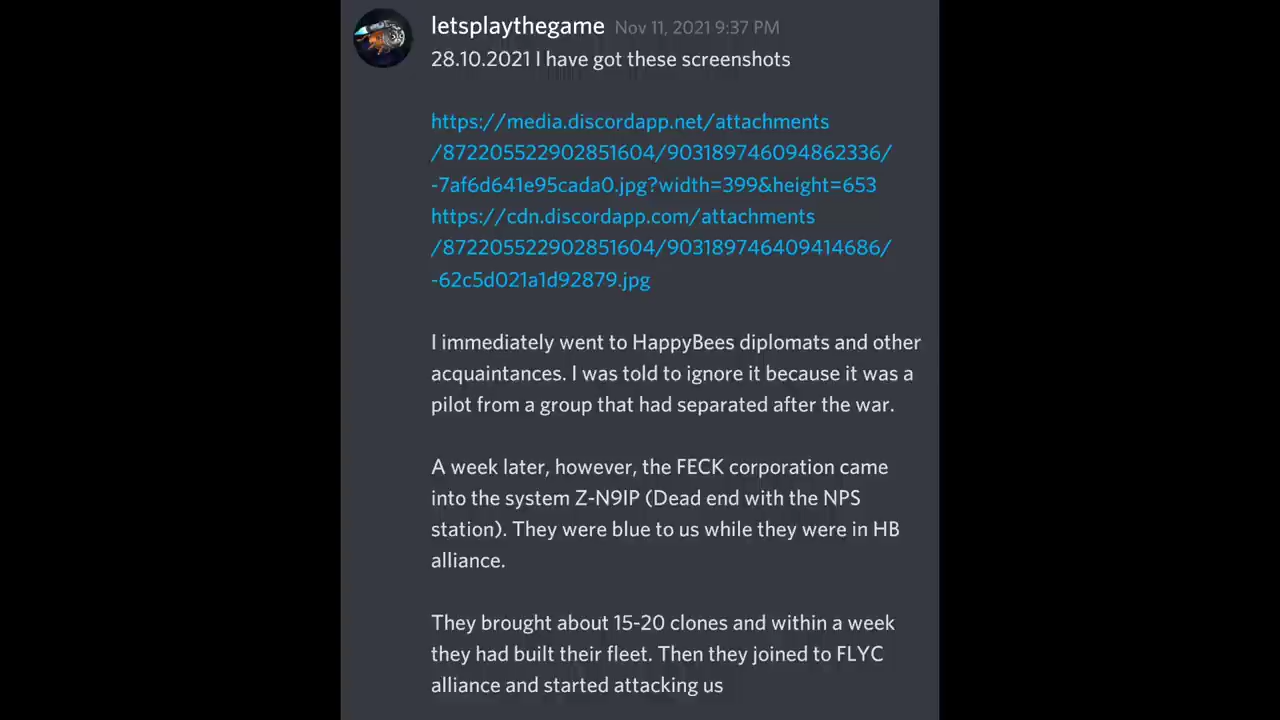 letsplaythegame Nov 11, 2021 9:37 PM
28.10.2021 I have got these screenshots
https://media.discordapp.net/attachments
/872205522902851604/903189746094862336/
-7af6d641e95cada0.jpg?width=399&height=653
https://cdn.discordapp.com/attachments
/872205522902851604/903189746409414686/
-62c5d021a1d92879.jpg
I immediately went to HappyBees diplomats and other
acquaintances. I was told to ignore it because it was a
pilot from a group that had separated after the war.
A week later, however, the FECK corporation came
into the system Z-N9IP (Dead end with the NPS
station). They were blue to us while they were in HB
alliance.
They brought about 15-20 clones and within a week
they had built their fleet. Then they joined to FLYC
alliance and started attacking us